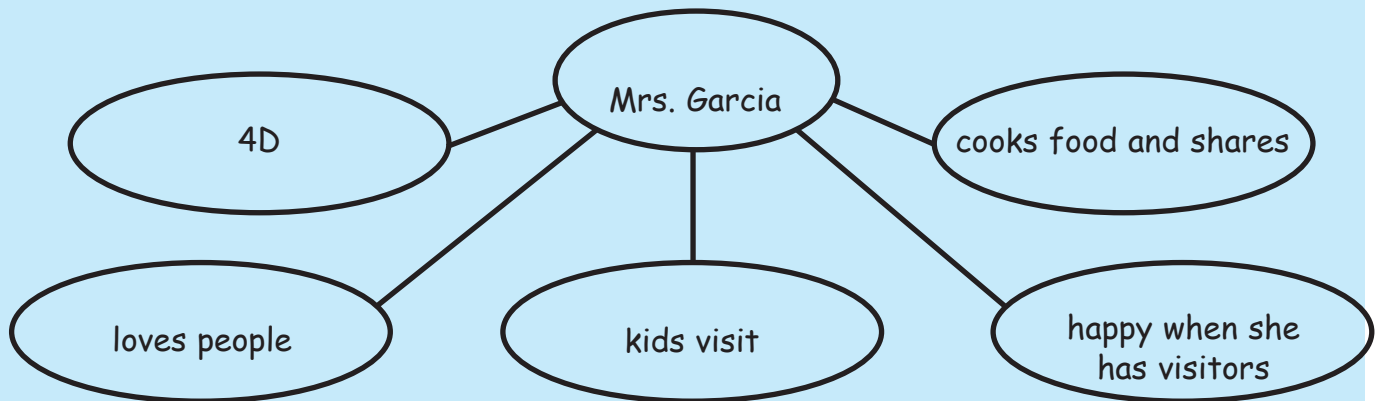 Mrs. Garcia
4D
cooks food and shares
loves people
kids visit
happy when she
has visitors